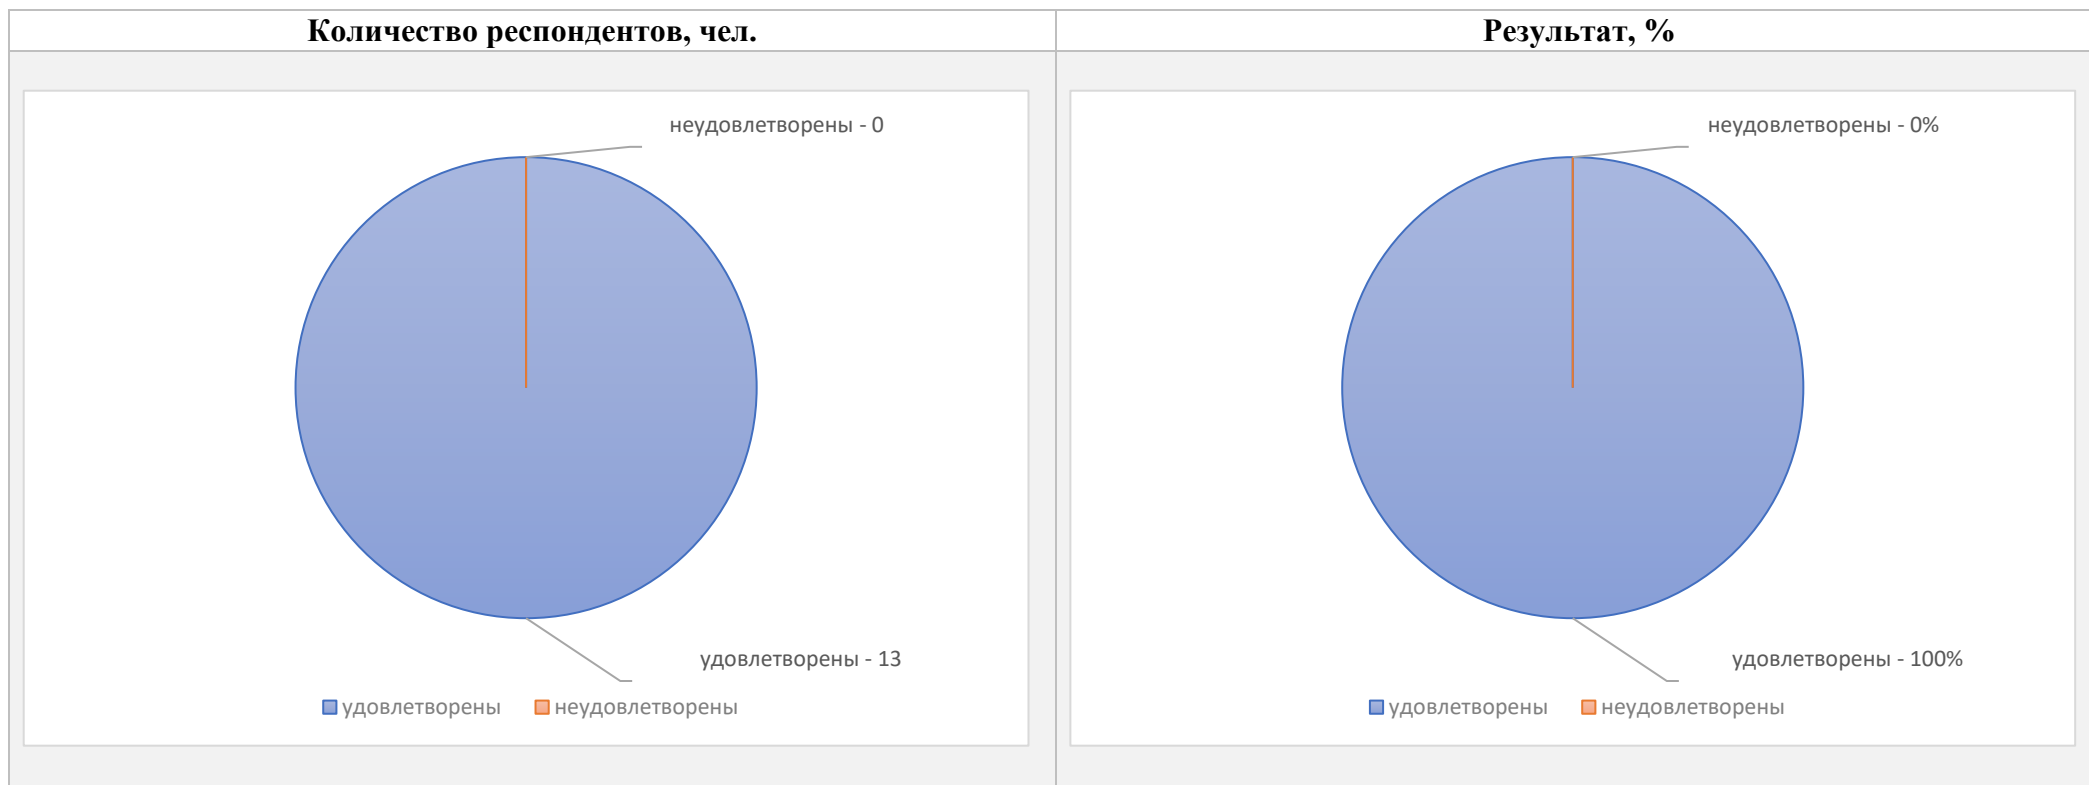 Количество респондентов, чел.
Результат, %
неудовлетворены - 0
удовлетворены - 13
удовлетворены
неудовлетворены
неудовлетворены - 0%
удовлетворены - 100%
удовлетворены
неудовлетворены